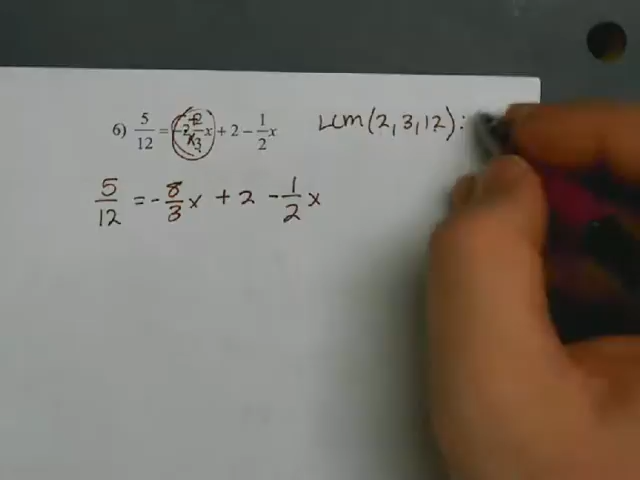 6) 5/12 = -2 2/3 x + 2 - 1/2 x LCM(2,3,12):
5/12 = - 8/3 x + 2 - 1/2 x